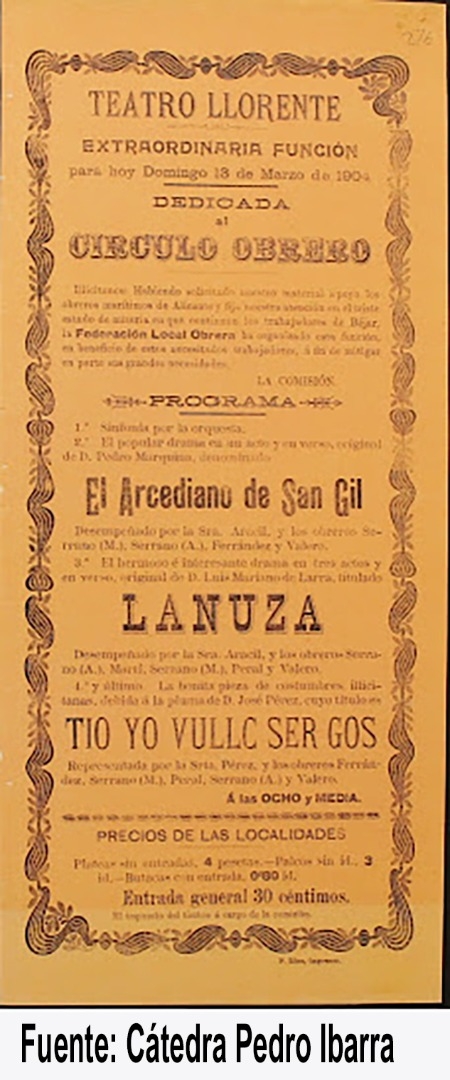 276
TEATRO LLORENTE
EXTRAORDINARIA FUNCIÓN
para hoy Domingo 13 de Marzo de 1904
DEDICADA
al
CIRCULO OBRERO
Ilicitanos: Habiendo solicitado nuestro material apoyo los
obreros marítimos de Alicante y fijo nuestra atención en el triste
estado de miseria en que continuan los trabajadores de Béjar,
la Federación Local Obrera ha organizado esta función,
en beneficio de estos necesitados trabajadores, á fin de mitigar
en parte sus grandes necesidades.
LA COMISIÓN.
PROGRAMA
1.º Sinfonía por la orquesta.
2.º El popular drama en un acto y en verso, original
de D. Pedro Marquina, denominado
El Arcediano de San Gil
Desempeñado por la Sra. Aracil, y los obreros Se-
rrano (M.), Serrano (A.), Ferrández y Valero.
3.º El hermoso é interesante drama en tres actos y
en verso, original de D. Luis Mariano de Larra, titulado
LANUZA
Desempeñado por la Sra. Aracil, y los obreros Serra-
no (A.), Martí, Serrano (M.), Peral y Valero.
4.º y último. La bonita pieza de costumbres, ilici-
tanas, debida á la pluma de D. José Pérez, cuyo título es
TIO YO VULLC SER GOS
Representada por la Srta. Pérez, y los obreros Ferrán-
dez, Serrano (M.), Peral, Serrano (A.) y Valero.
Á las OCHO y MEDIA.
PRECIOS DE LAS LOCALIDADES
Plateas sin entradas, 4 pesetas.—Palcos sin id., 3
id.—Butacas con entrada, 0'60 id.
Entrada general 30 céntimos.
El impuesto del timbre á cargo de la comisión.
Imprenta.
Fuente: Cátedra Pedro Ibarra